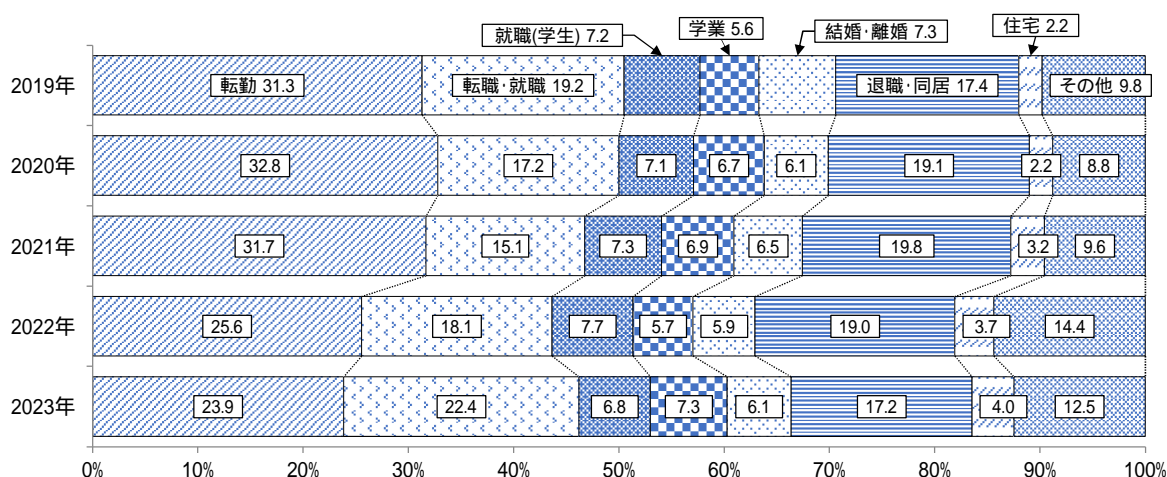 就職(学生) 7.2
学業 5.6
結婚･離婚 7.3
住宅 2.2
2019年
転勤 31.3
転職･就職 19.2
退職･同居 17.4
その他 9.8
2020年
32.8
17.2
7.1
6.7
6.1
19.1
2.2
8.8
2021年
31.7
15.1
7.3
6.9
6.5
19.8
3.2
9.6
2022年
25.6
18.1
7.7
5.7
5.9
19.0
3.7
14.4
2023年
23.9
22.4
6.8
7.3
6.1
17.2
4.0
12.5
0% 10% 20% 30% 40% 50% 60% 70% 80% 90% 100%